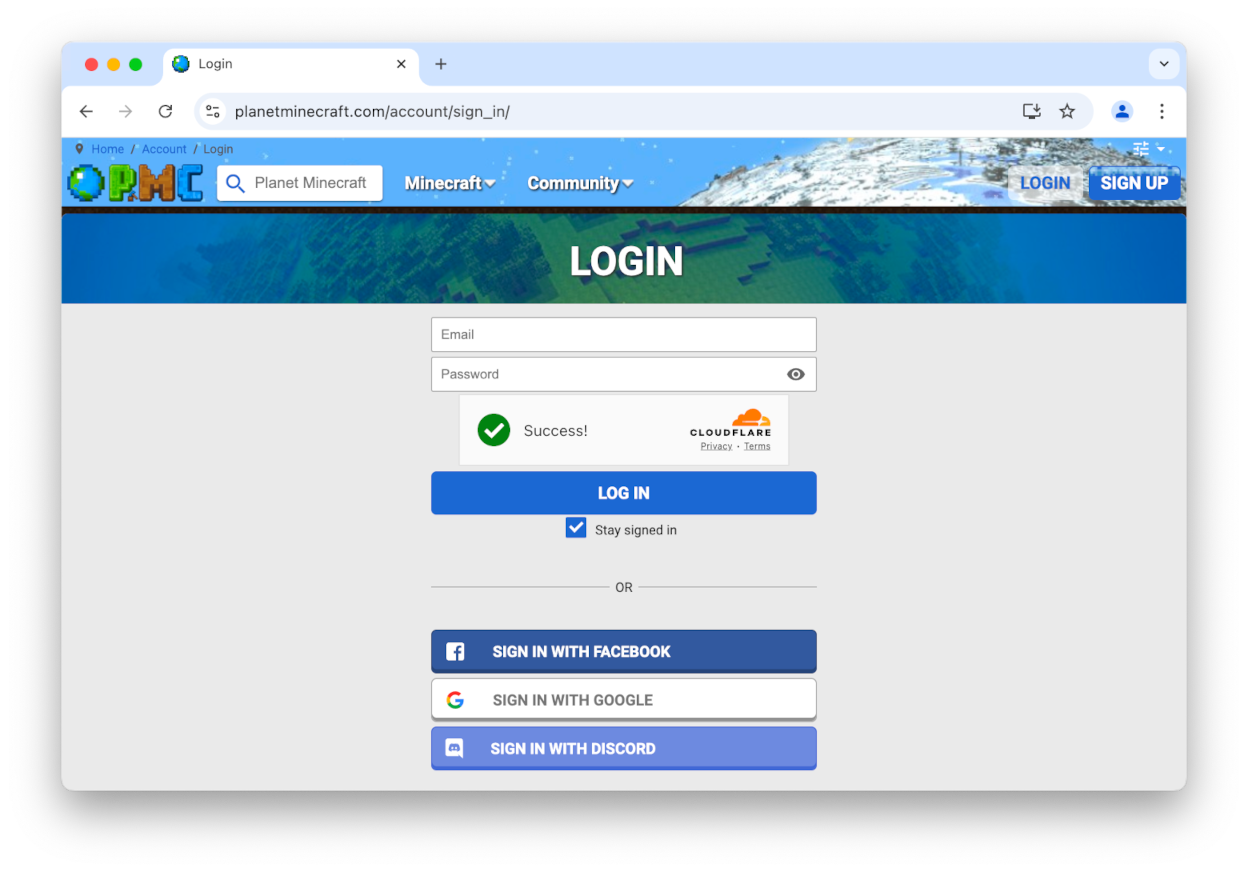 Login
planetminecraft.com/account/sign_in/
Home / Account / Login
PMC
Planet Minecraft
Minecraft
Community
LOGIN
SIGN UP
LOGIN
Email
Password
Success!
CLOUDFLARE
Privacy • Terms
LOG IN
Stay signed in
OR
SIGN IN WITH FACEBOOK
SIGN IN WITH GOOGLE
SIGN IN WITH DISCORD